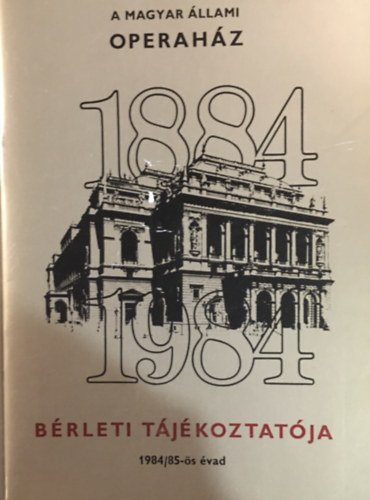 A MAGYAR ÁLLAMI
OPERAHÁZ
1884
1984
BÉRLETI TÁJÉKOZTATÓJA
1984/85-ös évad